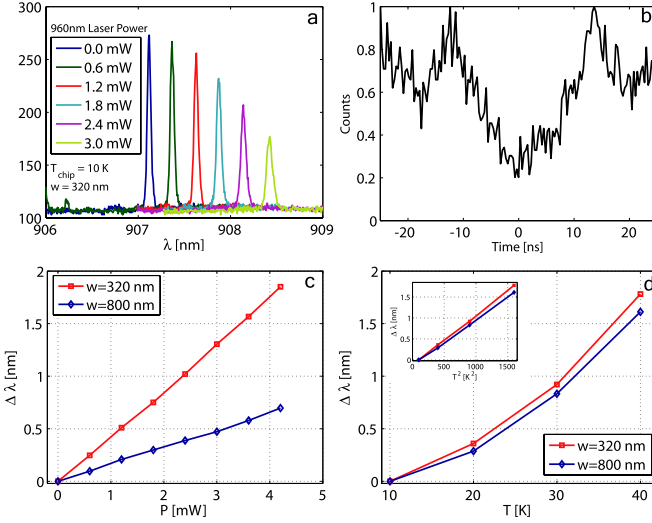 a
960nm Laser Power
0.0 mW
0.6 mW
1.2 mW
1.8 mW
2.4 mW
3.0 mW
T_chip = 10 K
w = 320 nm
300
250
200
150
100
906
907
908
909
λ [nm]
b
1
0.8
0.6
0.4
0.2
0
Counts
-20
-10
0
10
20
Time [ns]
c
w=320 nm
w=800 nm
2
1.5
1
0.5
0
Δ λ [nm]
0
1
2
3
4
5
P [mW]
d
2
1.5
1
0.5
0
Δ λ [nm]
10
20
30
40
T [K]
1.5
1
0.5
0
Δ λ [nm]
0
500
1000
1500
T² [K²]
w=320 nm
w=800 nm